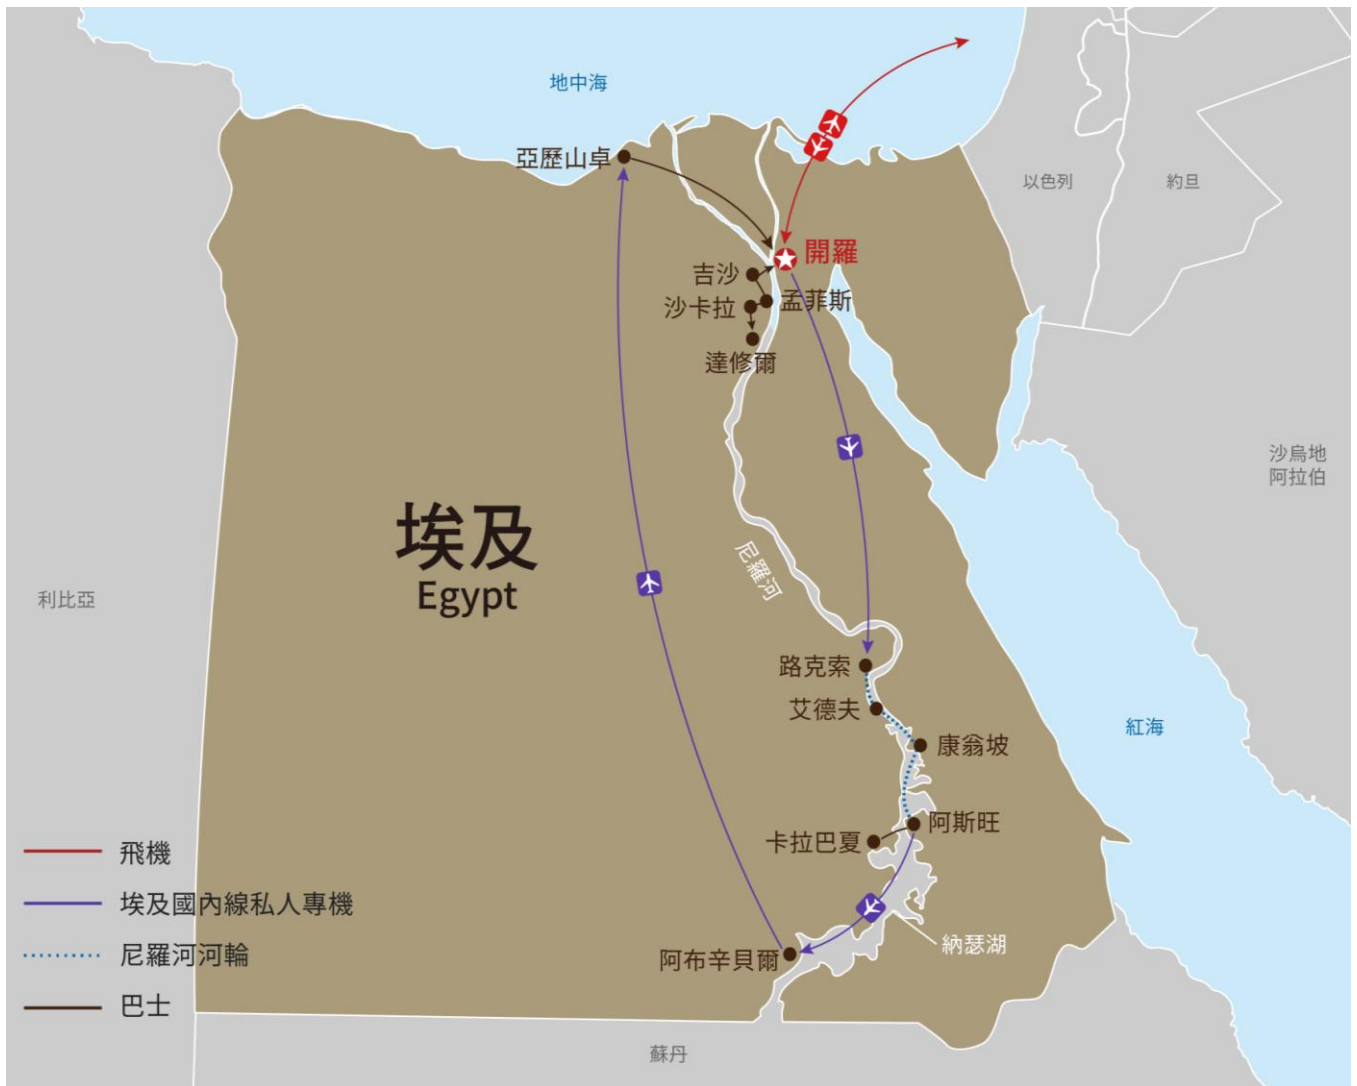 地中海
亞歷山卓
以色列
約旦
開羅
吉沙
孟菲斯
沙卡拉
達修爾
沙烏地
阿拉伯
埃及
Egypt
尼羅河
利比亞
路克索
艾德夫
紅海
康翁坡
阿斯旺
卡拉巴夏
飛機
埃及國內線私人專機
納瑟湖
尼羅河河輪
阿布辛貝爾
巴士
蘇丹